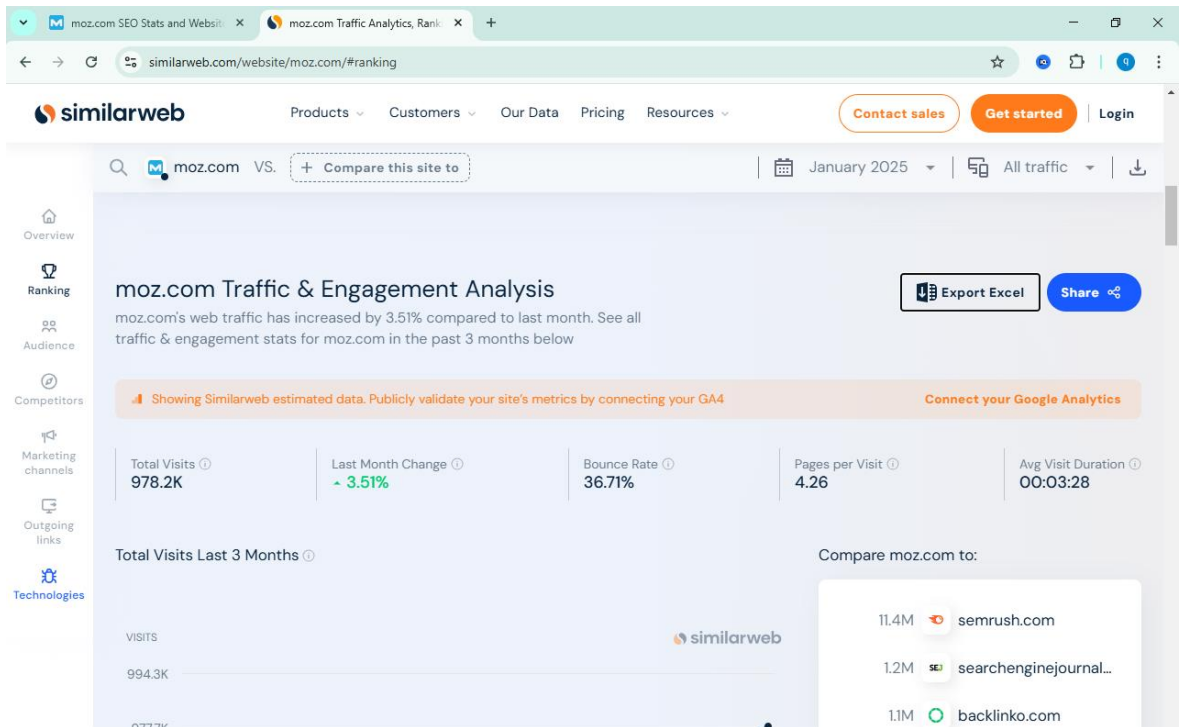 moz.com SEO Stats and Websit
moz.com Traffic Analytics, Rank
similarweb.com/website/moz.com/#ranking
similarweb
Products
Customers
Our Data
Pricing
Resources
Contact sales
Get started
Login
moz.com VS. + Compare this site to
January 2025
All traffic
Overview
Ranking
Audience
Competitors
Marketing
channels
Outgoing
links
Technologies
moz.com Traffic & Engagement Analysis
moz.com's web traffic has increased by 3.51% compared to last month. See all
traffic & engagement stats for moz.com in the past 3 months below
Export Excel
Share
Showing Similarweb estimated data. Publicly validate your site's metrics by connecting your GA4
Connect your Google Analytics
Total Visits
978.2K
Last Month Change
3.51%
Bounce Rate
36.71%
Pages per Visit
4.26
Avg Visit Duration
00:03:28
Total Visits Last 3 Months
VISITS
similarweb
994.3K
Compare moz.com to:
11.4M semrush.com
1.2M SEJ searchenginejournal...
1.1M backlinko.com